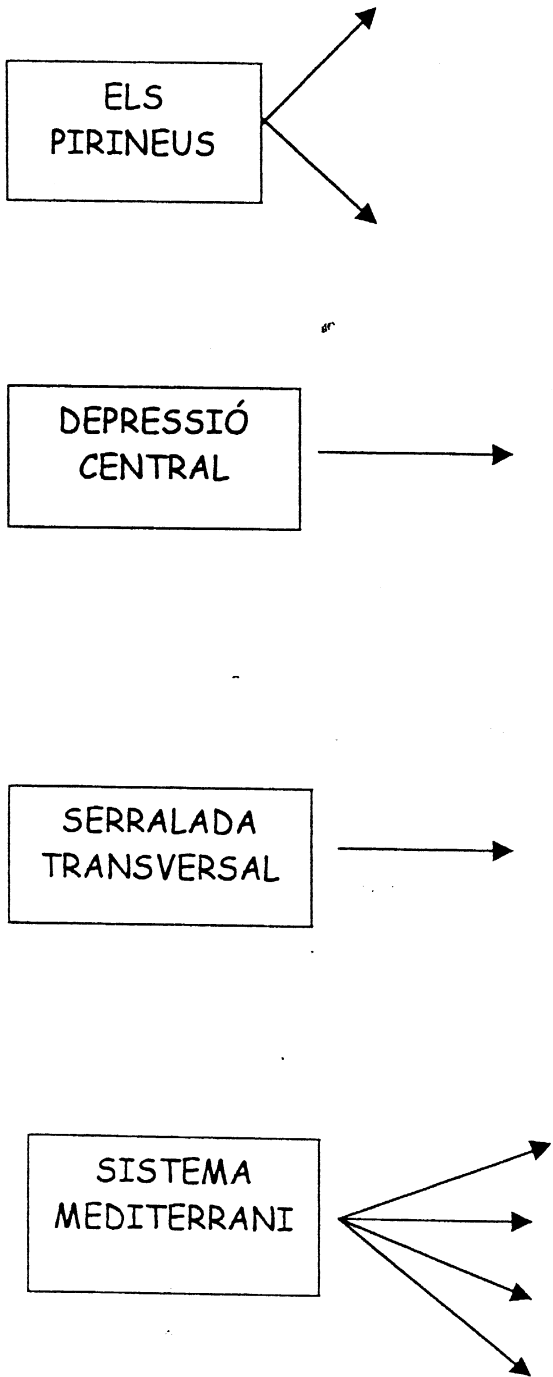 ELS
PIRINEUS
DEPRESSIÓ
CENTRAL
SERRALADA
TRANSVERSAL
SISTEMA
MEDITERRANI